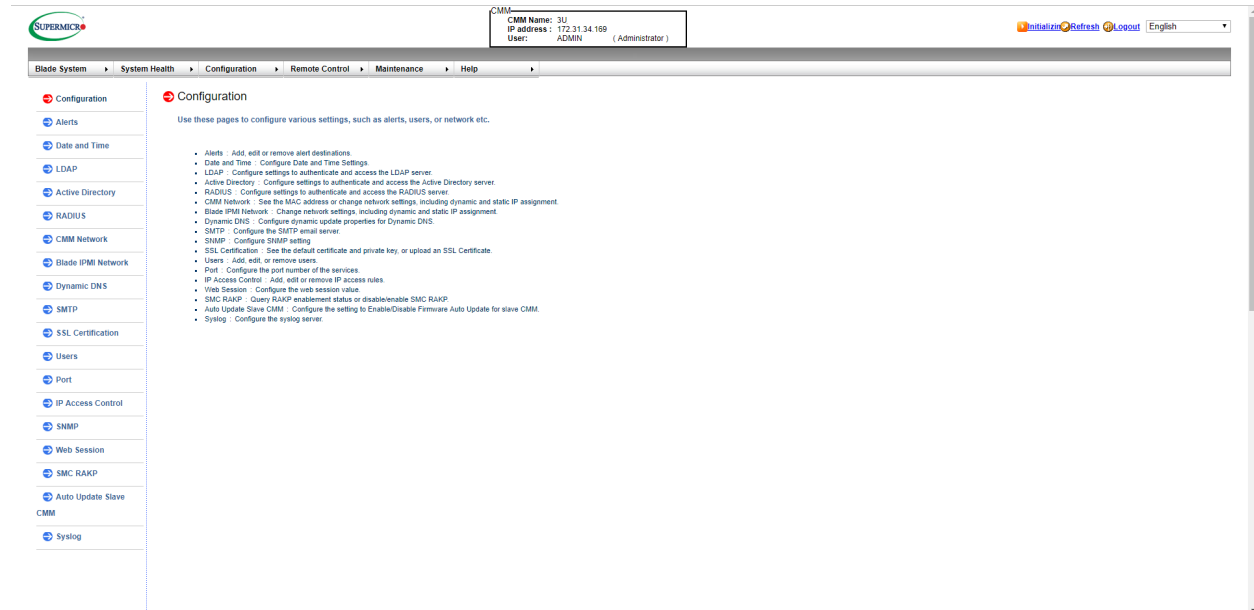 SUPERMICR
CMM
CMM Name: 3U
IP address : 172.31.34.169
User: ADMIN ( Administrator )
Initializin Refresh Logout English
Blade System System Health Configuration Remote Control Maintenance Help
Configuration
Alerts
Date and Time
LDAP
Active Directory
RADIUS
CMM Network
Blade IPMI Network
Dynamic DNS
SMTP
SSL Certification
Users
Port
IP Access Control
SNMP
Web Session
SMC RAKP
Auto Update Slave
CMM
Syslog
Configuration
Use these pages to configure various settings, such as alerts, users, or network etc.
Alerts : Add, edit or remove alert destinations.
Date and Time : Configure Date and Time Settings.
LDAP : Configure settings to authenticate and access the LDAP server.
Active Directory : Configure settings to authenticate and access the Active Directory server.
RADIUS : Configure settings to authenticate and access the RADIUS server.
CMM Network : See the MAC address or change network settings, including dynamic and static IP assignment.
Blade IPMI Network : Change network settings, including dynamic and static IP assignment.
Dynamic DNS : Configure dynamic update properties for Dynamic DNS.
SMTP : Configure the SMTP email server.
SNMP : Configure SNMP setting
SSL Certification : See the default certificate and private key, or upload an SSL Certificate.
Users : Add, edit, or remove users.
Port : Configure the port number of the services.
IP Access Control : Add, edit or remove IP access rules.
Web Session : Configure the web session value.
SMC RAKP : Query RAKP enablement status or disable/enable SMC RAKP.
Auto Update Slave CMM : Configure the setting to Enable/Disable Firmware Auto Update for slave CMM.
Syslog : Configure the syslog server.